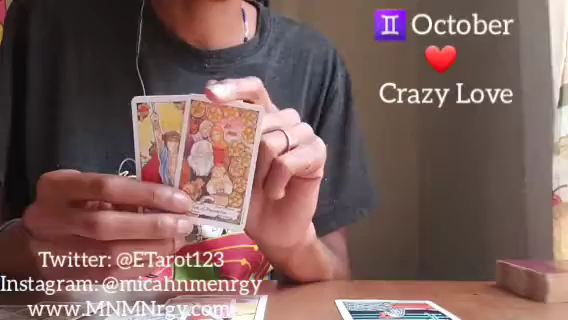 ♊ October
❤️
Crazy Love
Twitter: @ETarot123
Instagram: @micahnmenrgy
www.MNMNrgy.com